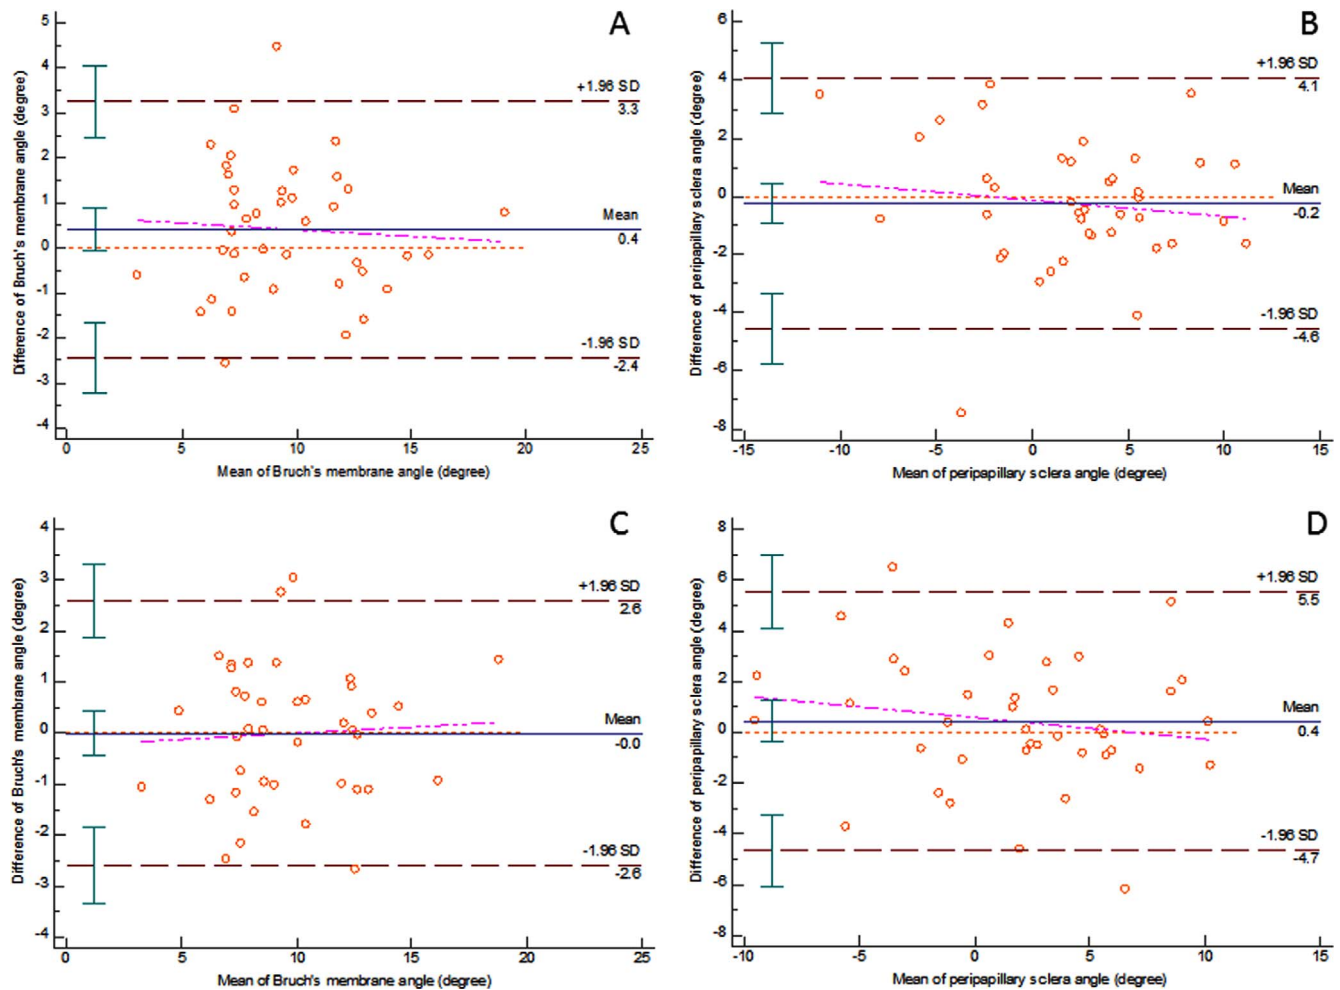 A
5
4
3
2
1
0
-1
-2
-3
-4
+1.96 SD
3.3
Mean
0.4
-1.96 SD
-2.4
0 5 10 15 20 25
Difference of Bruch's membrane angle (degree)
Mean of Bruch's membrane angle (degree)
B
6
4
2
0
-2
-4
-6
-8
+1.96 SD
4.1
Mean
-0.2
-1.96 SD
-4.6
-15 -10 -5 0 5 10 15
Difference of peripapillary sclera angle (degree)
Mean of peripapillary sclera angle (degree)
C
4
3
2
1
0
-1
-2
-3
-4
+1.96 SD
2.6
Mean
-0.0
-1.96 SD
-2.6
0 5 10 15 20 25
Difference of Bruch's membrane angle (degree)
Mean of Bruch's membrane angle (degree)
D
8
6
4
2
0
-2
-4
-6
-8
+1.96 SD
5.5
Mean
0.4
-1.96 SD
-4.7
-10 -5 0 5 10 15
Difference of peripapillary sclera angle (degree)
Mean of peripapillary sclera angle (degree)